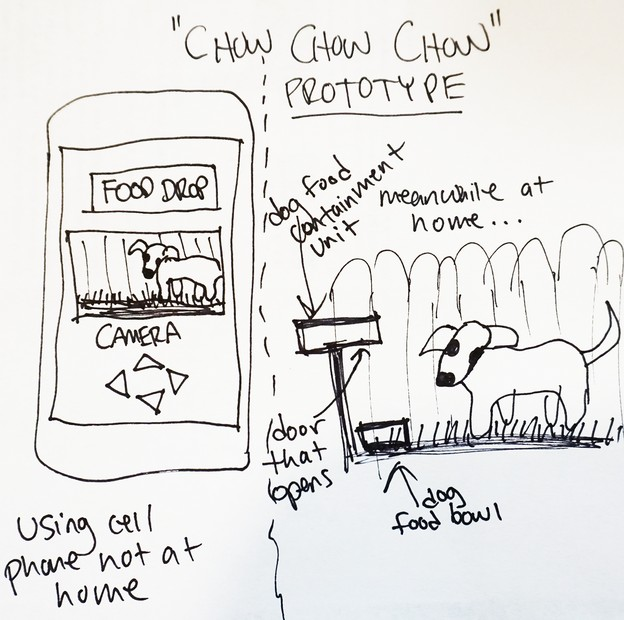 "CHOW CHOW CHOW"
PROTOTYPE
FOOD DROP
CAMERA
Using cell
phone not at
home
dog food
containment
unit
meanwhile at
home...
door
that
opens
dog
food bowl